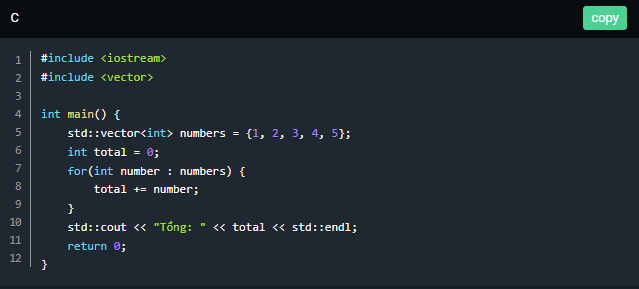 C
copy
1 #include <iostream>
2 #include <vector>
3
4 int main() {
5     std::vector<int> numbers = {1, 2, 3, 4, 5};
6     int total = 0;
7     for(int number : numbers) {
8         total += number;
9     }
10     std::cout << "Tổng: " << total << std::endl;
11     return 0;
12 }